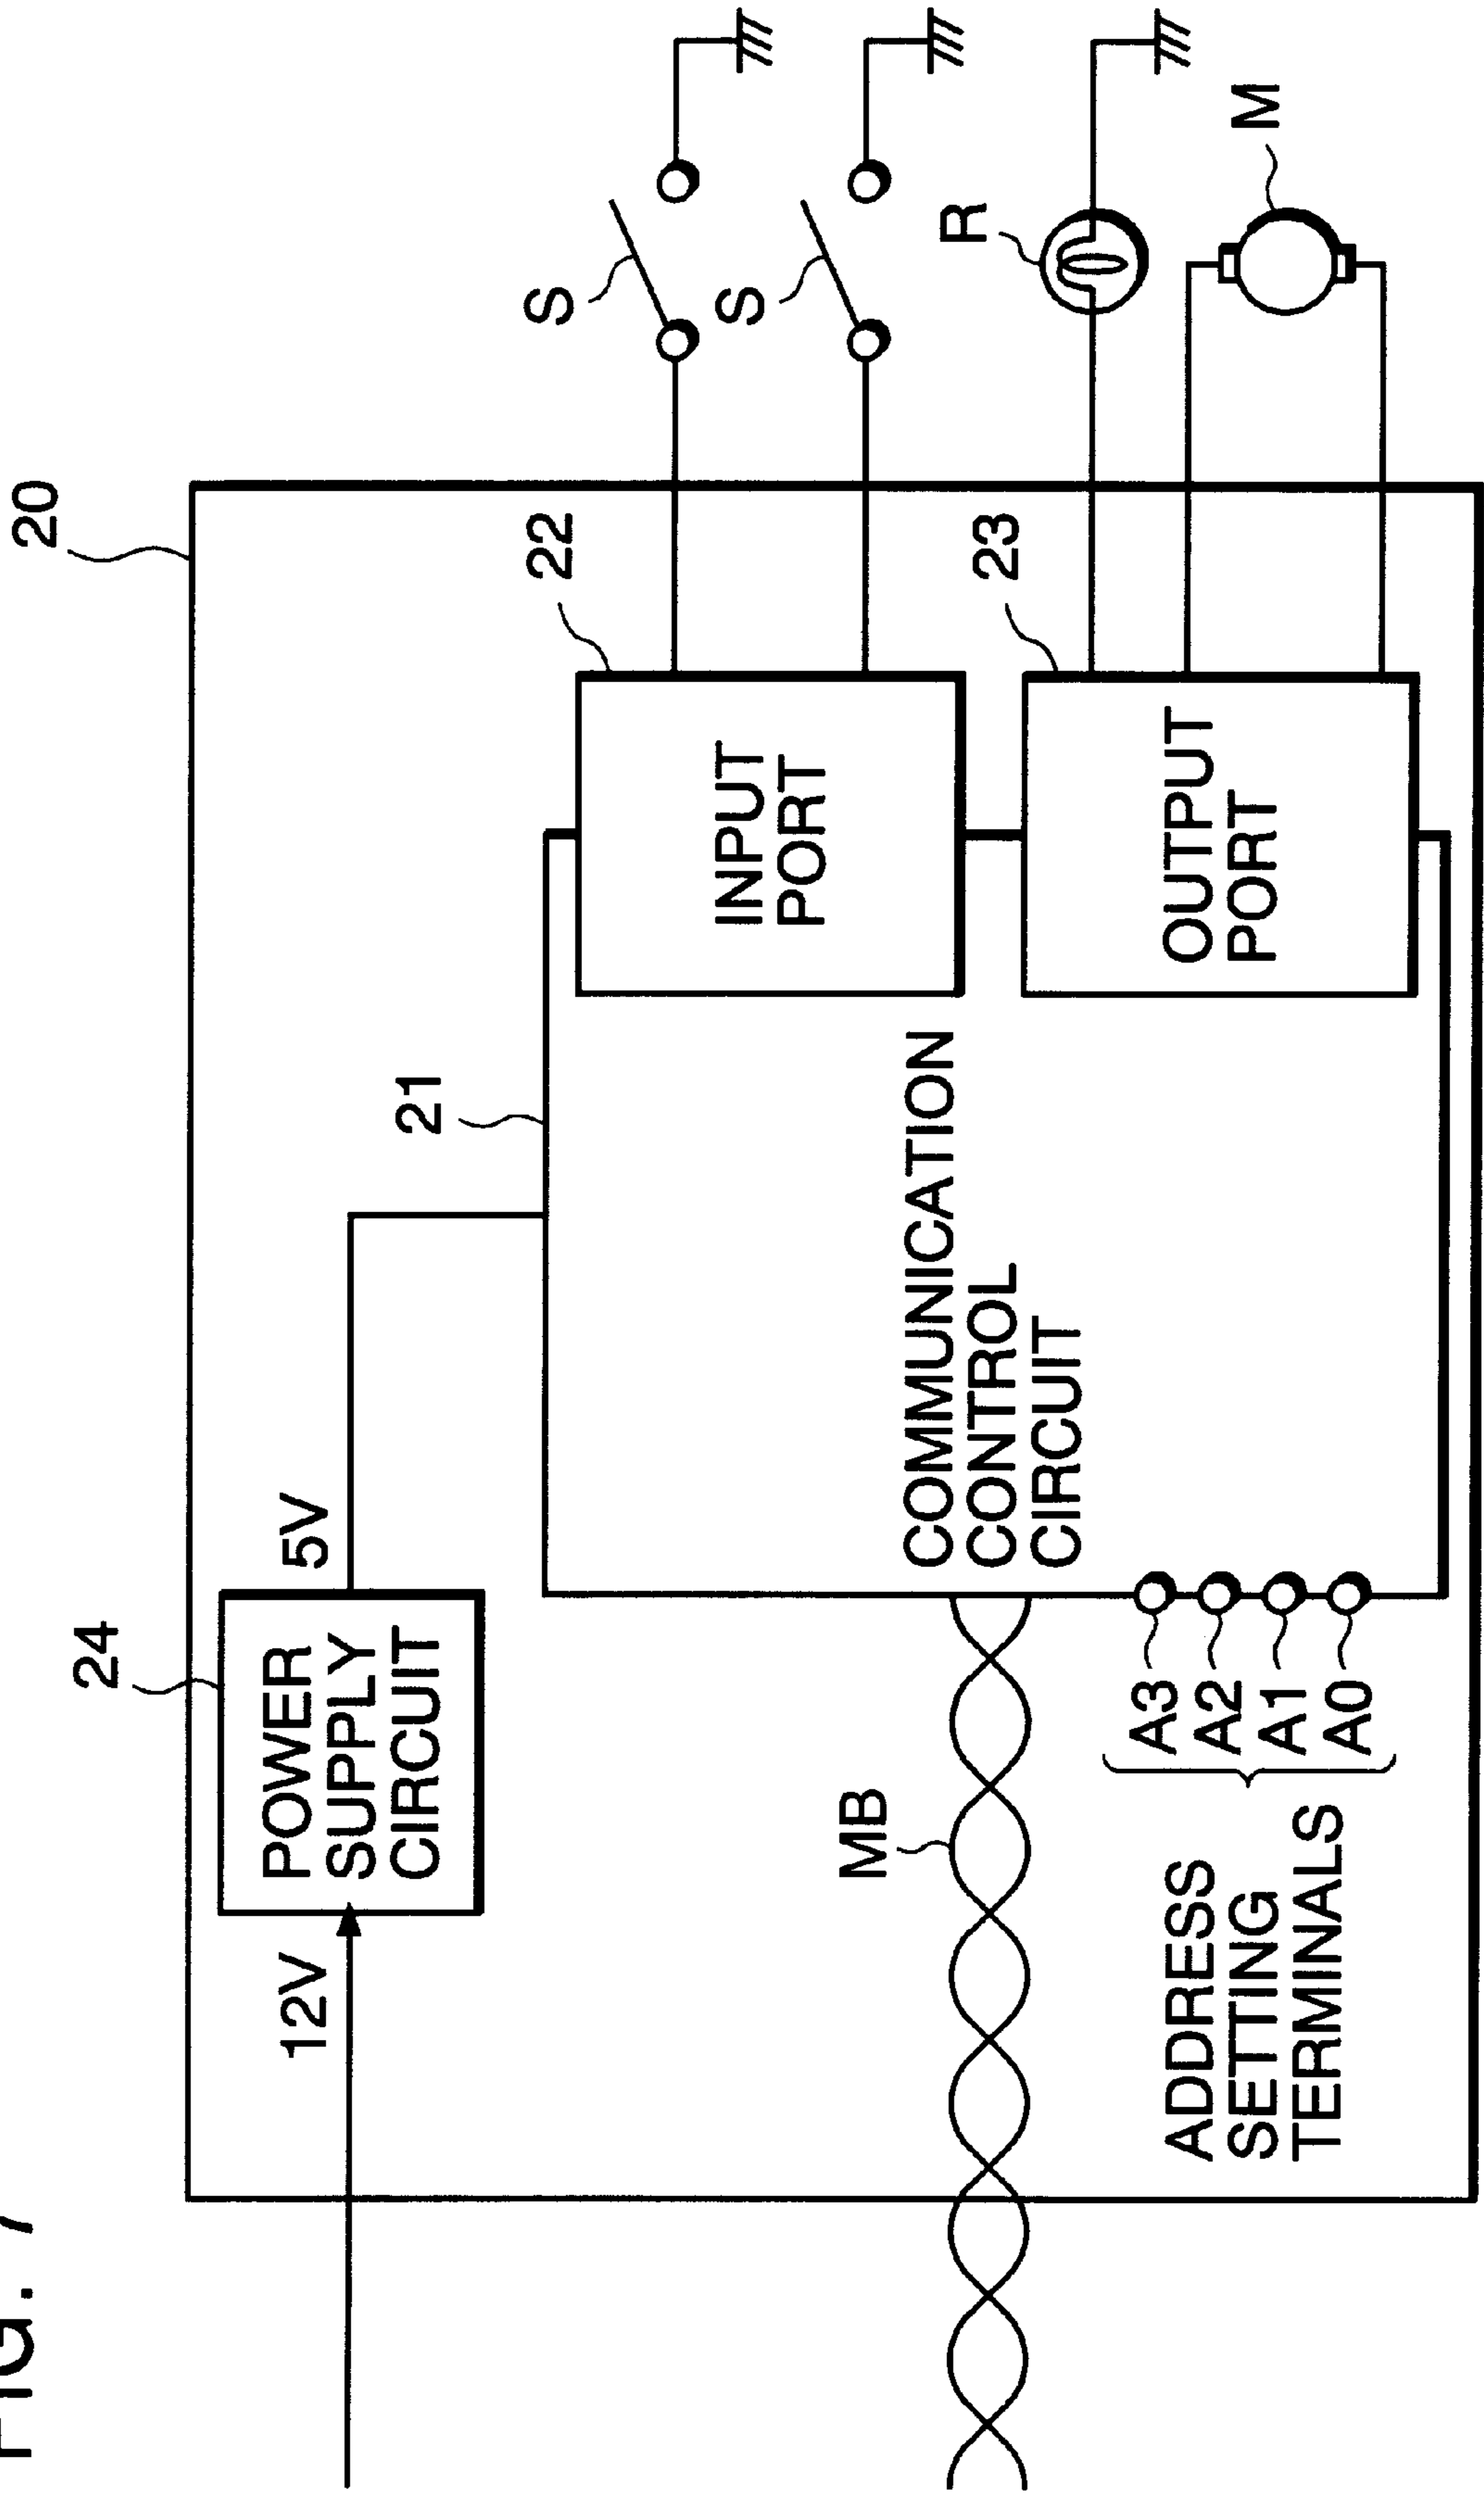 FIG. 7
20
24
POWER
SUPPLY
CIRCUIT
12V
5V
21
22
INPUT
PORT
S
S
23
OUTPUT
PORT
R
M
COMMUNICATION
CONTROL
CIRCUIT
MB
A3
A2
A1
A0
ADDRESS
SETTING
TERMINALS